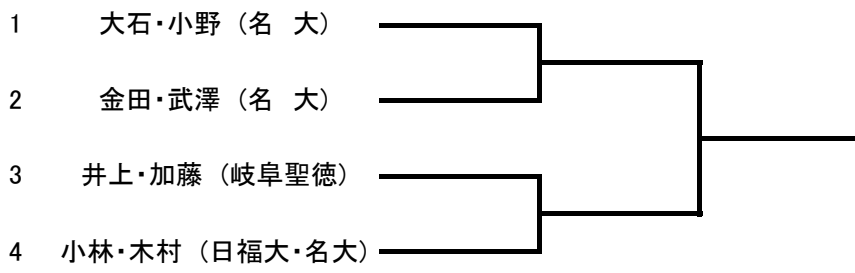 1 大石・小野 (名 大)
2 金田・武澤 (名 大)
3 井上・加藤 (岐阜聖徳)
4 小林・木村 (日福大・名大)